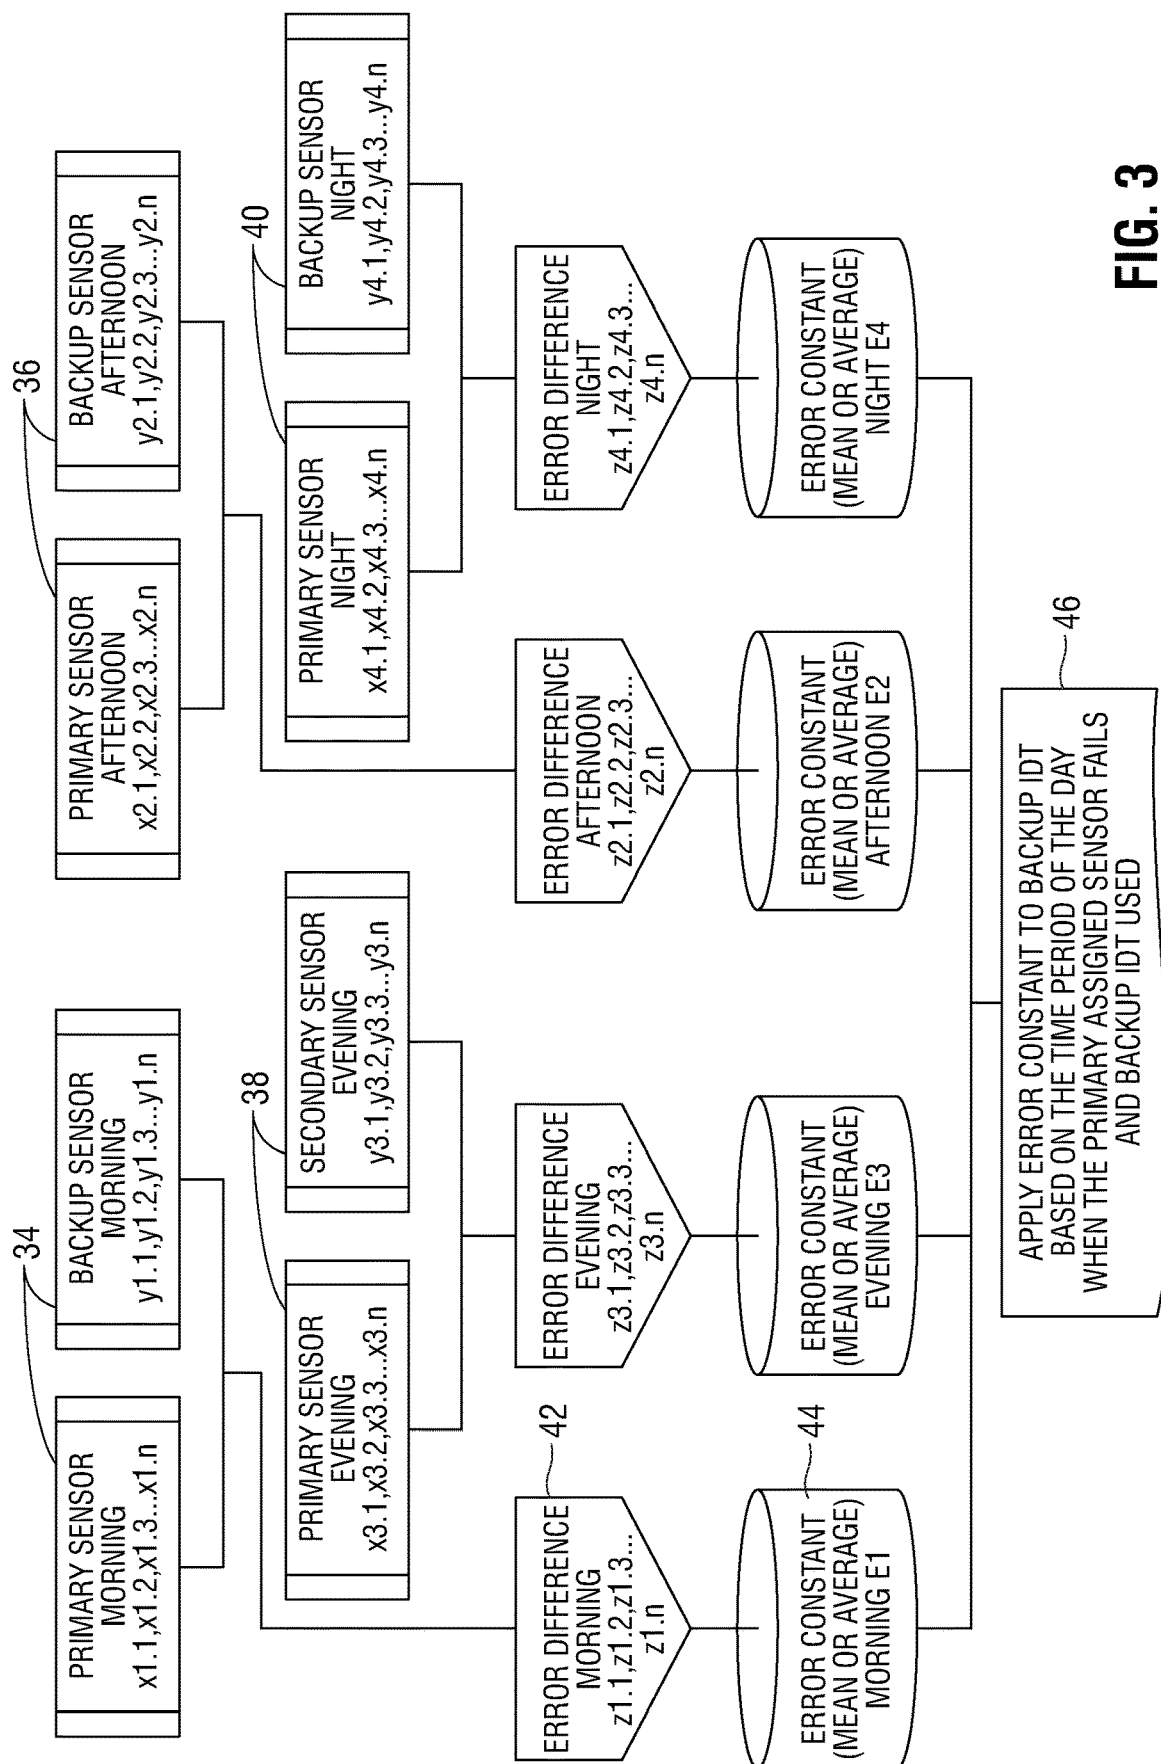 34
PRIMARY SENSOR
MORNING
x1.1,x1.2,x1.3...x1.n
BACKUP SENSOR
MORNING
y1.1,y1.2,y1.3...y1.n
36
PRIMARY SENSOR
AFTERNOON
x2.1,x2.2,x2.3...x2.n
BACKUP SENSOR
AFTERNOON
y2.1,y2.2,y2.3...y2.n
38
PRIMARY SENSOR
EVENING
x3.1,x3.2,x3.3...x3.n
SECONDARY SENSOR
EVENING
y3.1,y3.2,y3.3...y3.n
40
PRIMARY SENSOR
NIGHT
x4.1,x4.2,x4.3...x4.n
BACKUP SENSOR
NIGHT
y4.1,y4.2,y4.3...y4.n
ERROR DIFFERENCE
MORNING
z1.1,z1.2,z1.3...
z1.n
42
ERROR DIFFERENCE
EVENING
z3.1,z3.2,z3.3...
z3.n
ERROR DIFFERENCE
AFTERNOON
z2.1,z2.2,z2.3...
z2.n
ERROR DIFFERENCE
NIGHT
z4.1,z4.2,z4.3...
z4.n
ERROR CONSTANT
(MEAN OR AVERAGE)
MORNING E1
44
ERROR CONSTANT
(MEAN OR AVERAGE)
EVENING E3
ERROR CONSTANT
(MEAN OR AVERAGE)
AFTERNOON E2
ERROR CONSTANT
(MEAN OR AVERAGE)
NIGHT E4
APPLY ERROR CONSTANT TO BACKUP IDT
BASED ON THE TIME PERIOD OF THE DAY
WHEN THE PRIMARY ASSIGNED SENSOR FAILS
AND BACKUP IDT USED
46
FIG. 3